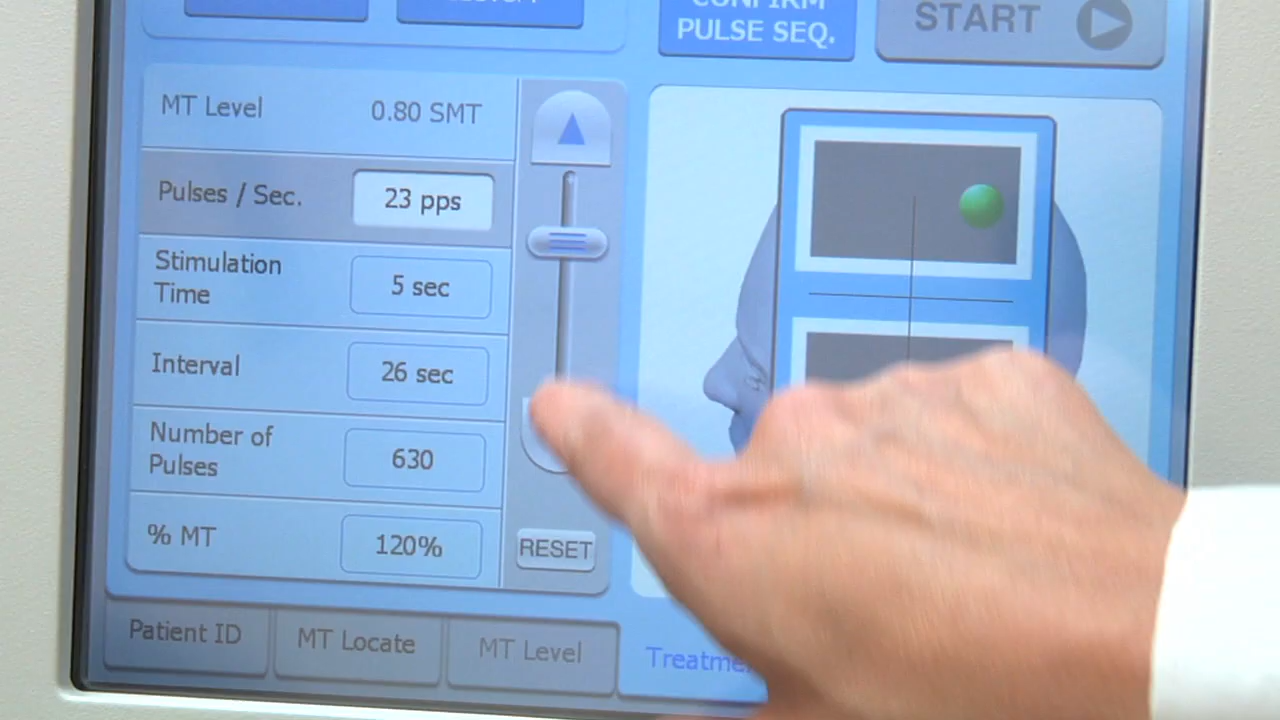 CONFIRM
PULSE SEQ.
START
MT Level 0.80 SMT
Pulses / Sec. 23 pps
Stimulation
Time 5 sec
Interval 26 sec
Number of
Pulses 630
% MT 120%
RESET
Patient ID MT Locate MT Level